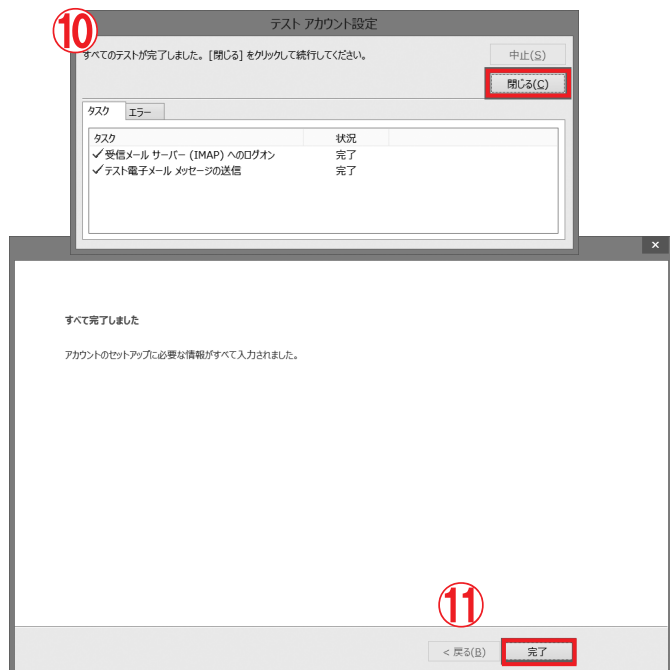 ⑩
テスト アカウント設定
すべてのテストが完了しました。[閉じる] をクリックして続行してください。
中止(S)
閉じる(C)
タスク エラー
タスク 状況
✓受信メール サーバー (IMAP) へのログオン 完了
✓テスト電子メール メッセージの送信 完了
×
すべて完了しました
アカウントのセットアップに必要な情報がすべて入力されました。
⑪
< 戻る(B) 完了